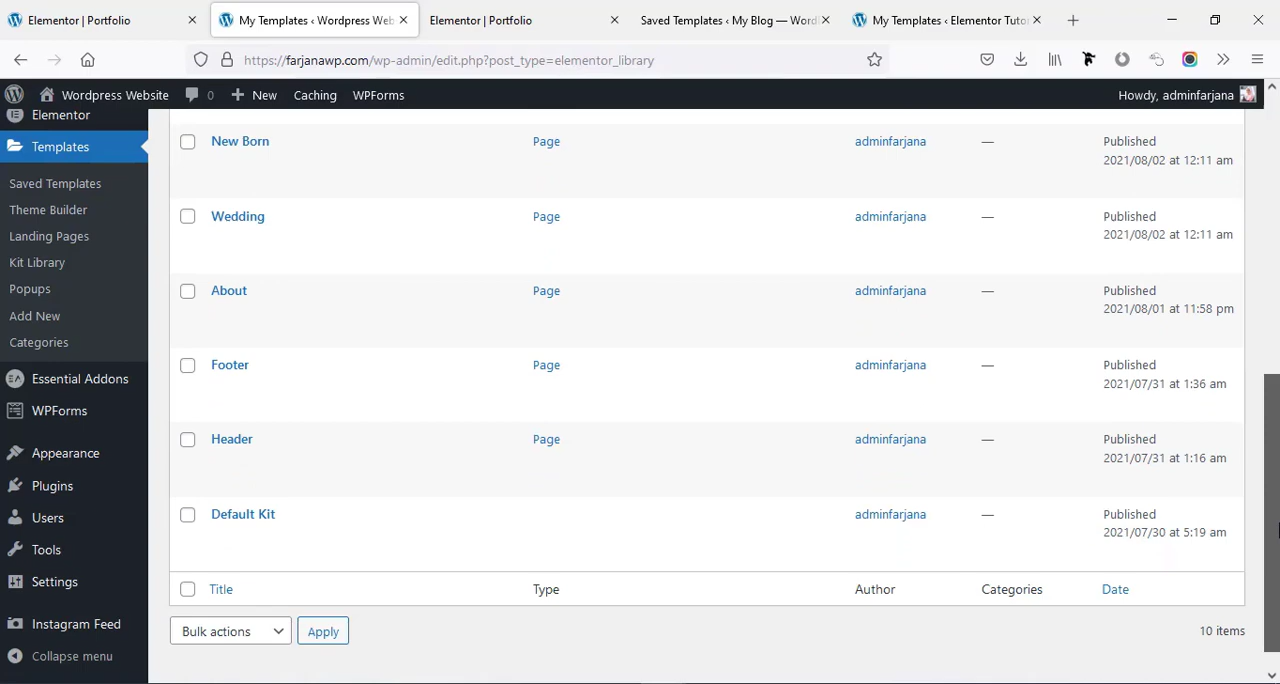 Elementor | Portfolio
My Templates ‹ Wordpress Web
Elementor | Portfolio
Saved Templates ‹ My Blog — Word
My Templates ‹ Elementor Tutor
https://farjanawp.com/wp-admin/edit.php?post_type=elementor_library
Wordpress Website
0
New
Caching
WPForms
Howdy, adminfarjana
Elementor
Templates
Saved Templates
Theme Builder
Landing Pages
Kit Library
Popups
Add New
Categories
Essential Addons
WPForms
Appearance
Plugins
Users
Tools
Settings
Instagram Feed
Collapse menu
New Born Page adminfarjana — Published
2021/08/02 at 12:11 am
Wedding Page adminfarjana — Published
2021/08/02 at 12:11 am
About Page adminfarjana — Published
2021/08/01 at 11:58 pm
Footer Page adminfarjana — Published
2021/07/31 at 1:36 am
Header Page adminfarjana — Published
2021/07/31 at 1:16 am
Default Kit adminfarjana — Published
2021/07/30 at 5:19 am
Title Type Author Categories Date
Bulk actions Apply 10 items